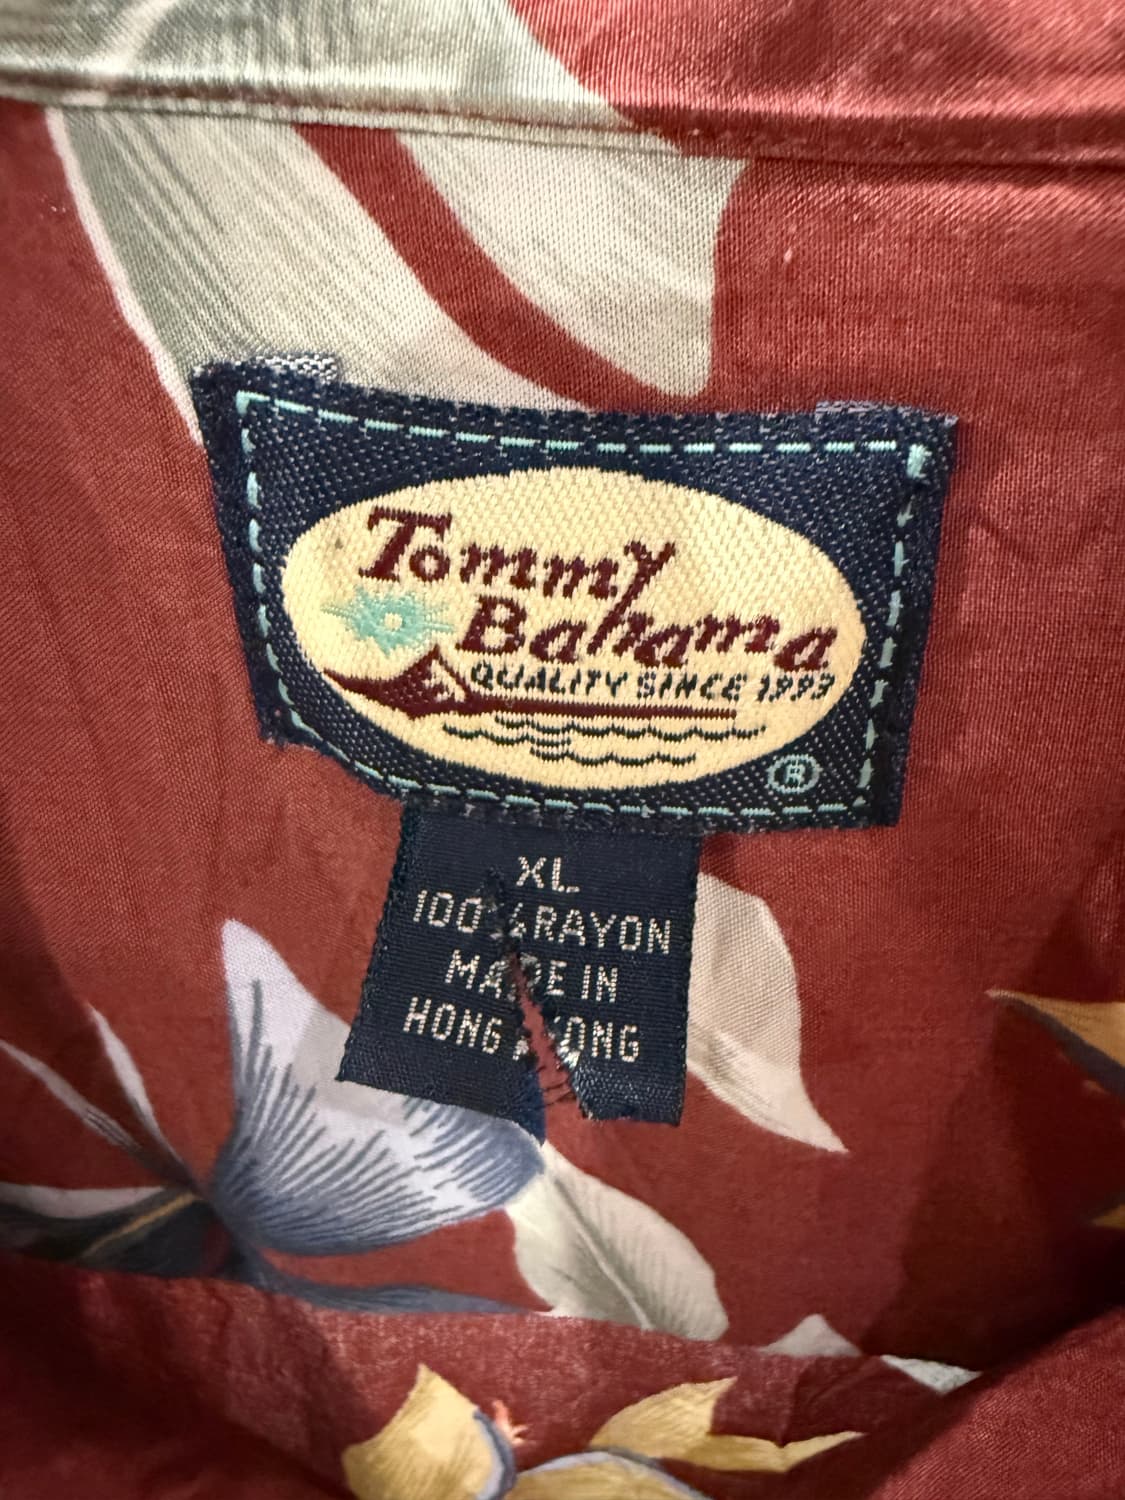 Tommy
Bahama
QUALITY SINCE 1993
®
XL
100% RAYON
MADE IN
HONG KONG